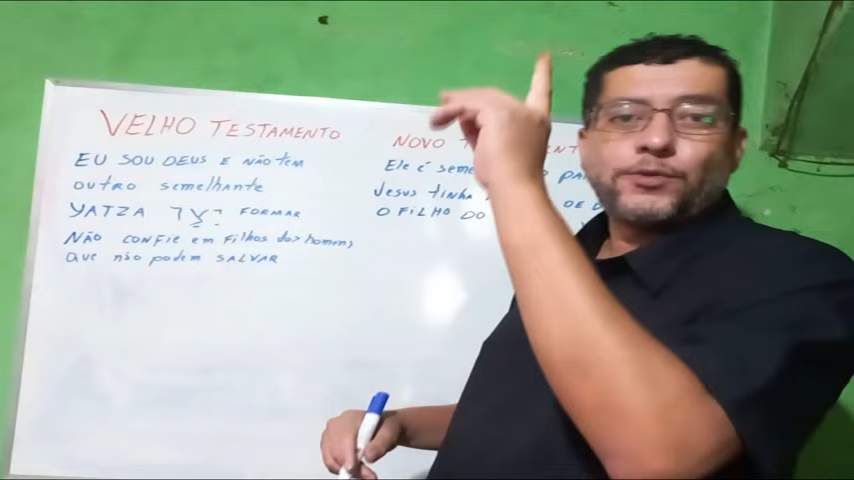 VELHO TESTAMENTO
EU SOU DEUS E NÃO TEM
OUTRO SEMELHANTE
YATZA יצר FORMAR
NÃO CONFIE EM FILHOS dos homens,
QUE não podem SALVAR
NOVO
ELE É
JESUS TINHA
O FILHO DO